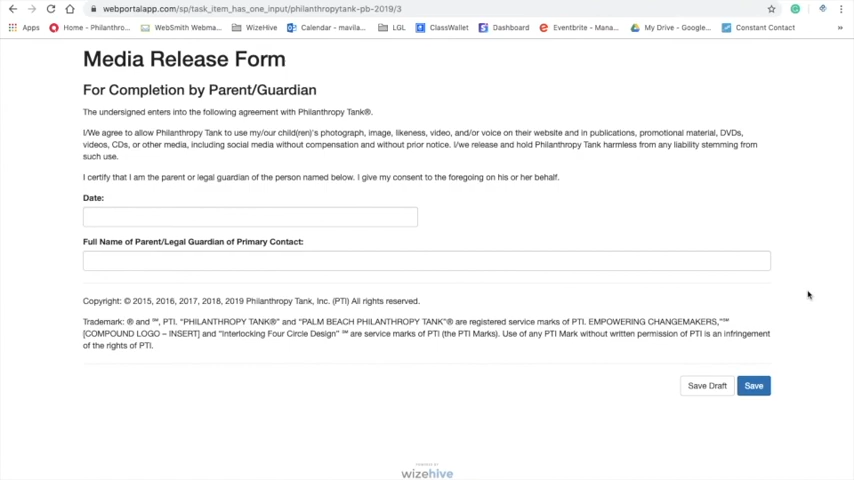 webportalapp.com/sp/task_item_has_one_input/philanthropytank-pb-2019/3
Apps Home - Philanthro... WebSmith Webma... WizeHive Calendar - mavila... LGL ClassWallet Dashboard Eventbrite - Mana... My Drive - Google... Constant Contact »
Media Release Form
For Completion by Parent/Guardian
The undersigned enters into the following agreement with Philanthropy Tank®.
I/We agree to allow Philanthropy Tank to use my/our child(ren)'s photograph, image, likeness, video, and/or voice on their website and in publications, promotional material, DVDs,
videos, CDs, or other media, including social media without compensation and without prior notice. I/we release and hold Philanthropy Tank harmless from any liability stemming from
such use.
I certify that I am the parent or legal guardian of the person named below. I give my consent to the foregoing on his or her behalf.
Date:
Full Name of Parent/Legal Guardian of Primary Contact:
Copyright: © 2015, 2016, 2017, 2018, 2019 Philanthropy Tank, Inc. (PTI) All rights reserved.
Trademark: ® and ℠, PTI. “PHILANTHROPY TANK®” and “PALM BEACH PHILANTHROPY TANK”® are registered service marks of PTI. EMPOWERING CHANGEMAKERS,”℠
[COMPOUND LOGO – INSERT] and “Interlocking Four Circle Design” ℠ are service marks of PTI (the PTI Marks). Use of any PTI Mark without written permission of PTI is an infringement
of the rights of PTI.
Save Draft Save
POWERED BY
wizehive